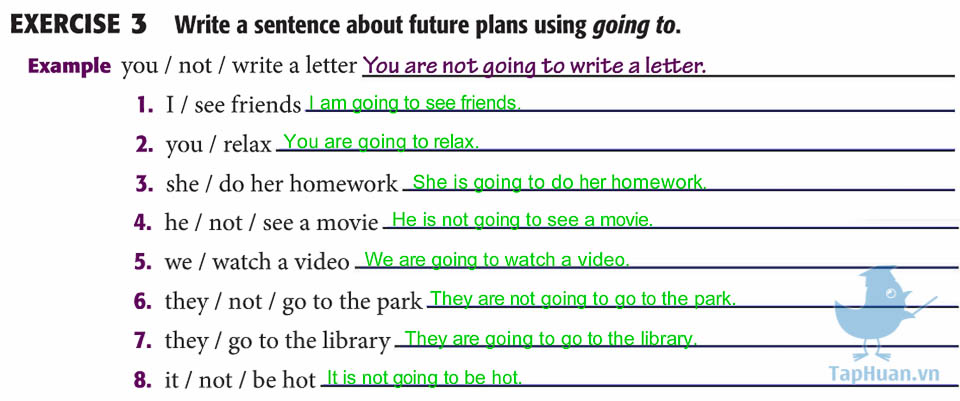 EXERCISE 3 Write a sentence about future plans using going to.
Example you / not / write a letter You are not going to write a letter.
1. I / see friends I am going to see friends.
2. you / relax You are going to relax.
3. she / do her homework She is going to do her homework.
4. he / not / see a movie He is not going to see a movie.
5. we / watch a video We are going to watch a video.
6. they / not / go to the park They are not going to go to the park.
7. they / go to the library They are going to go to the library.
8. it / not / be hot It is not going to be hot.
TapHuan.vn